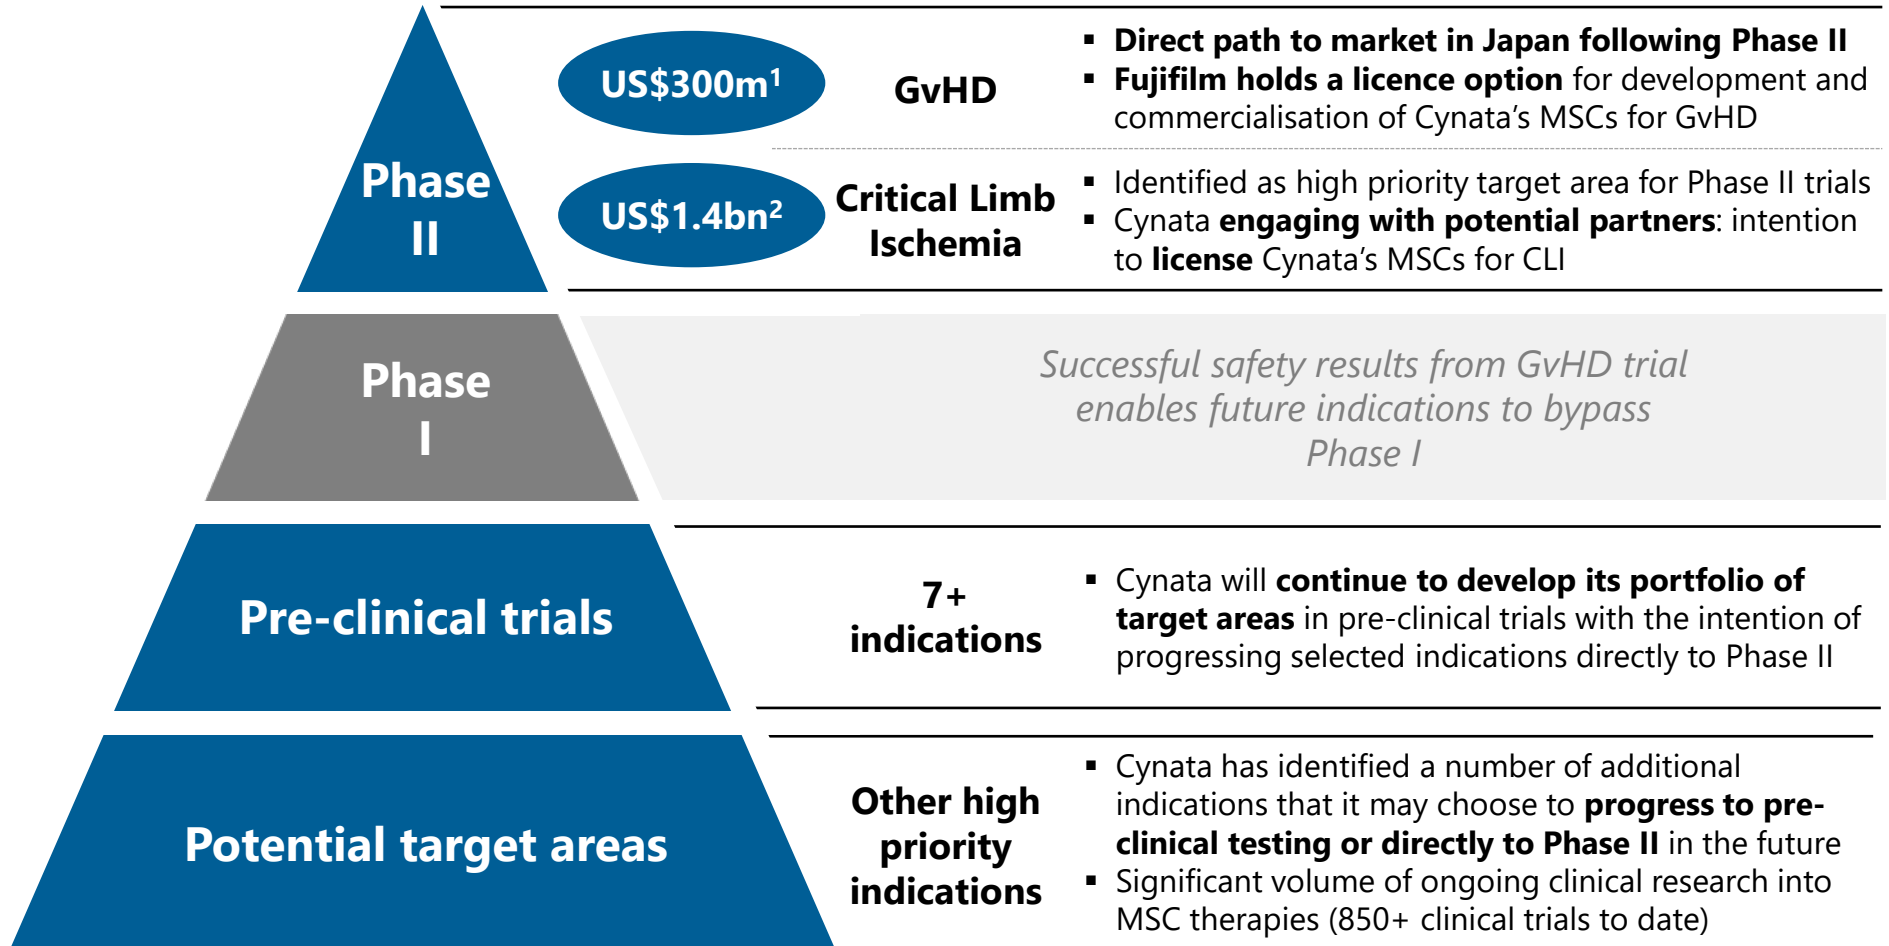 Phase
II
US$300m1
GvHD
▪ Direct path to market in Japan following Phase II
▪ Fujifilm holds a licence option for development and
commercialisation of Cynata’s MSCs for GvHD
US$1.4bn2
Critical Limb
Ischemia
▪ Identified as high priority target area for Phase II trials
▪ Cynata engaging with potential partners: intention
to license Cynata’s MSCs for CLI
Phase
I
Successful safety results from GvHD trial
enables future indications to bypass
Phase I
Pre-clinical trials
7+
indications
▪ Cynata will continue to develop its portfolio of
target areas in pre-clinical trials with the intention of
progressing selected indications directly to Phase II
Potential target areas
Other high
priority
indications
▪ Cynata has identified a number of additional
indications that it may choose to progress to pre-
clinical testing or directly to Phase II in the future
▪ Significant volume of ongoing clinical research into
MSC therapies (850+ clinical trials to date)